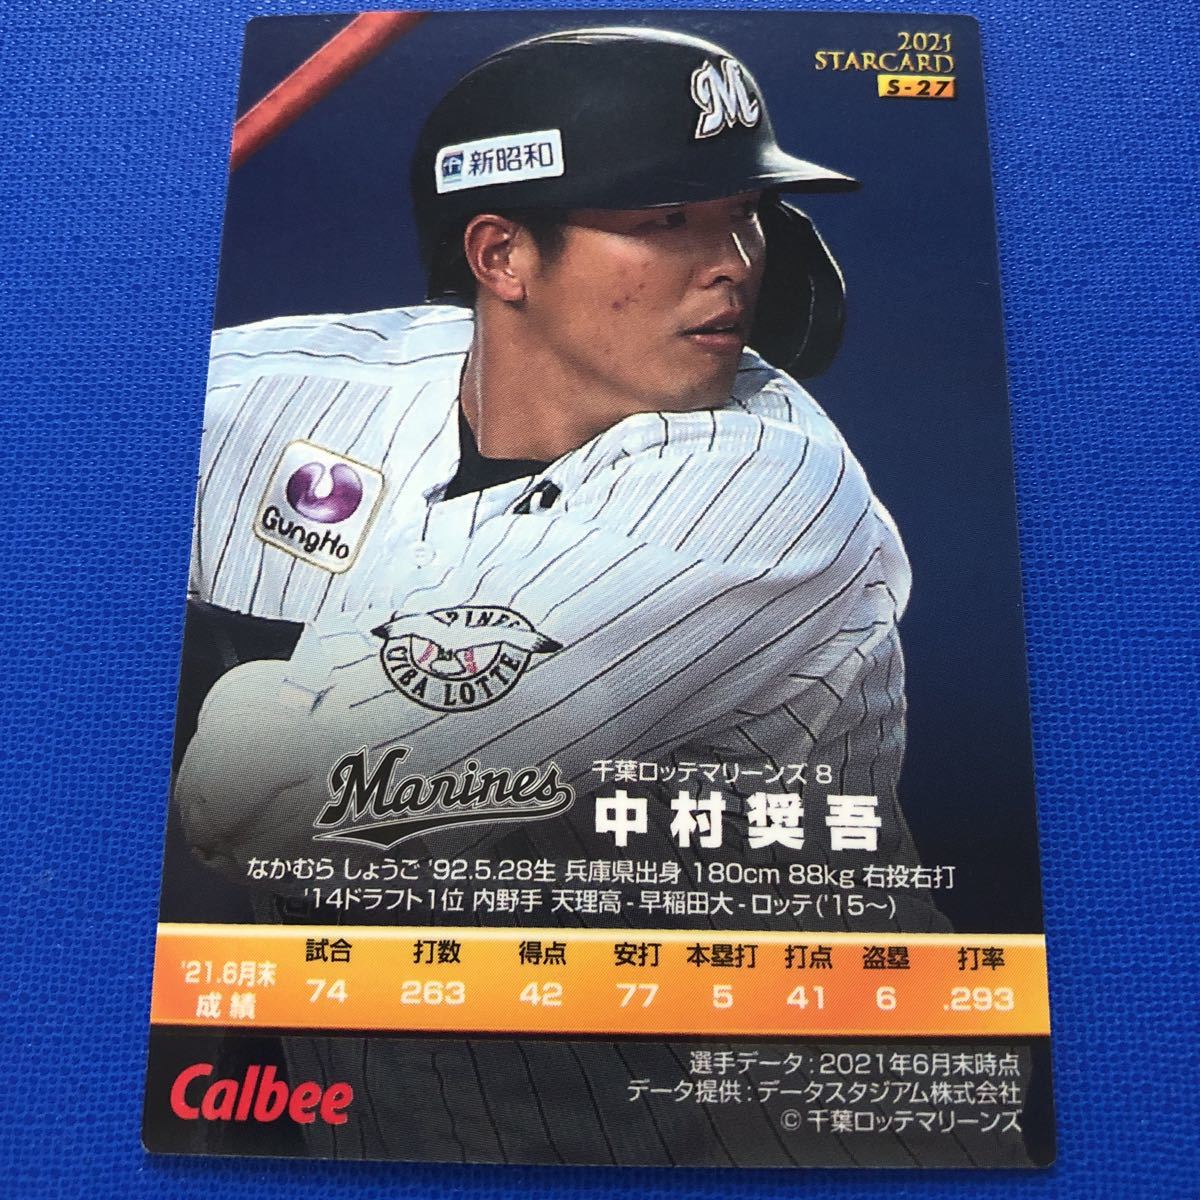 2021
STARCARD
S-27
M
新昭和
GungHo
CHIBA LOTTE
Marines
千葉ロッテマリーンズ 8
中村奨吾
なかむら しょうご '92.5.28生 兵庫県出身 180cm 88kg 右投右打
'14ドラフト1位 内野手 天理高-早稲田大-ロッテ('15〜)
試合 打数 得点 安打 本塁打 打点 盗塁 打率
'21.6月末
成績
74 263 42 77 5 41 6 .293
Calbee
選手データ:2021年6月末時点
データ提供:データスタジアム株式会社
©千葉ロッテマリーンズ